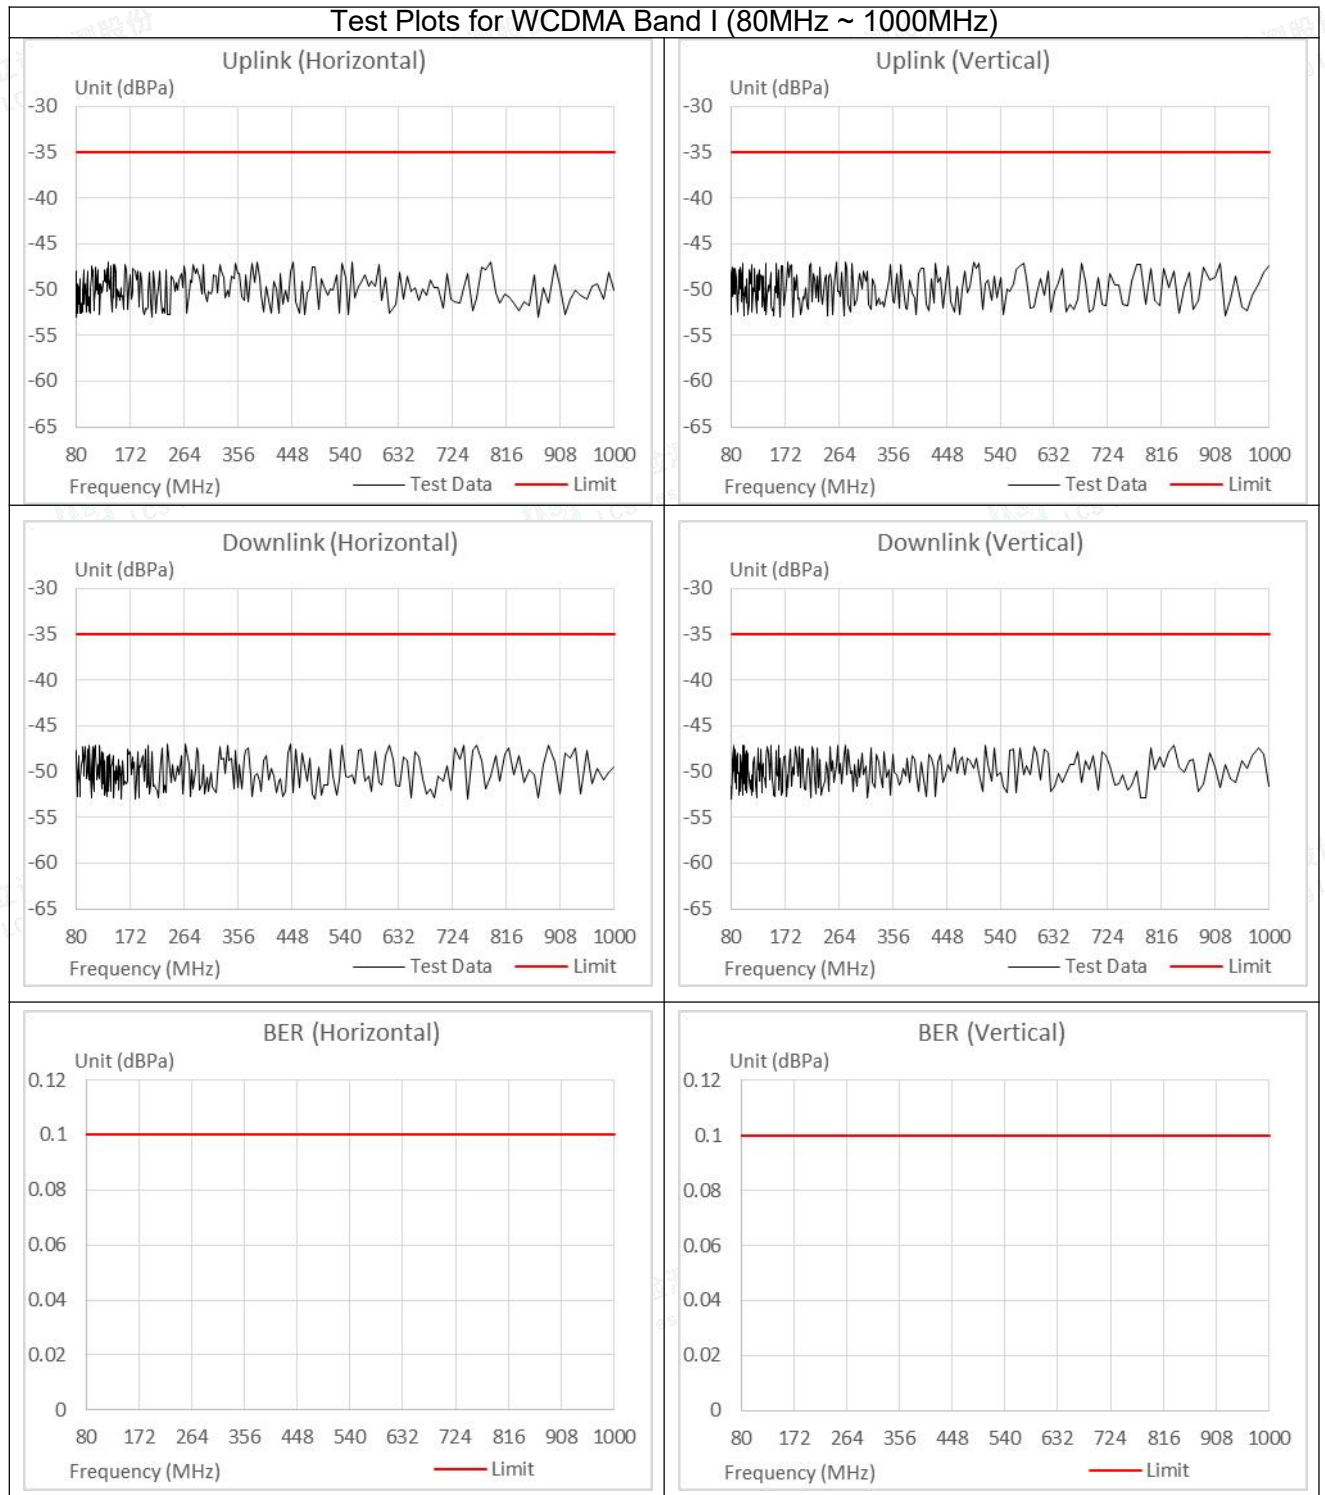 Test Plots for WCDMA Band I (80MHz ~ 1000MHz)
Uplink (Horizontal)
Unit (dBPa)
-30
-35
-40
-45
-50
-55
-60
-65
80 172 264 356 448 540 632 724 816 908 1000
Frequency (MHz) Test Data Limit
Uplink (Vertical)
Unit (dBPa)
-30
-35
-40
-45
-50
-55
-60
-65
80 172 264 356 448 540 632 724 816 908 1000
Frequency (MHz) Test Data Limit
Downlink (Horizontal)
Unit (dBPa)
-30
-35
-40
-45
-50
-55
-60
-65
80 172 264 356 448 540 632 724 816 908 1000
Frequency (MHz) Test Data Limit
Downlink (Vertical)
Unit (dBPa)
-30
-35
-40
-45
-50
-55
-60
-65
80 172 264 356 448 540 632 724 816 908 1000
Frequency (MHz) Test Data Limit
BER (Horizontal)
Unit (dBPa)
0.12
0.1
0.08
0.06
0.04
0.02
0
80 172 264 356 448 540 632 724 816 908 1000
Frequency (MHz) Limit
BER (Vertical)
Unit (dBPa)
0.12
0.1
0.08
0.06
0.04
0.02
0
80 172 264 356 448 540 632 724 816 908 1000
Frequency (MHz) Limit